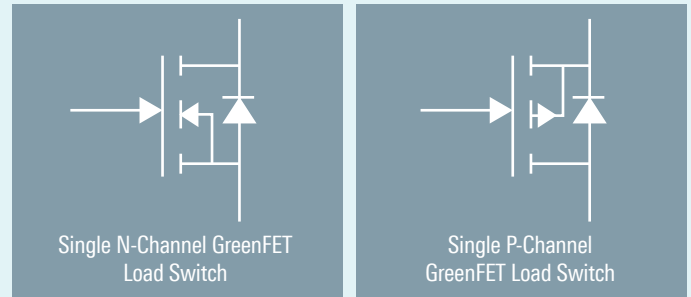 Single N-Channel GreenFET
Load Switch
Single P-Channel
GreenFET Load Switch